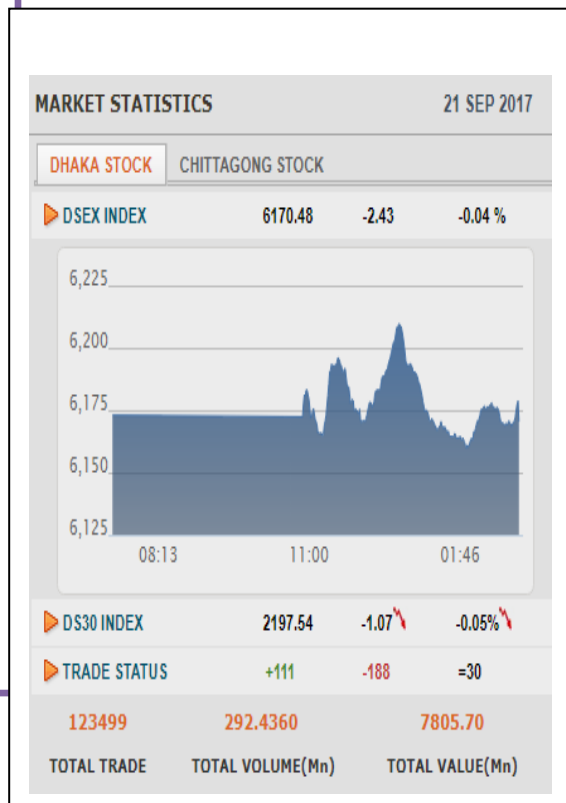 MARKET STATISTICS 21 SEP 2017
DHAKA STOCK CHITTAGONG STOCK
DSEX INDEX 6170.48 -2.43 -0.04 %
6,225
6,200
6,175
6,150
6,125
08:13 11:00 01:46
DS30 INDEX 2197.54 -1.07 -0.05%
TRADE STATUS +111 -188 =30
123499 292.4360 7805.70
TOTAL TRADE TOTAL VOLUME(Mn) TOTAL VALUE(Mn)